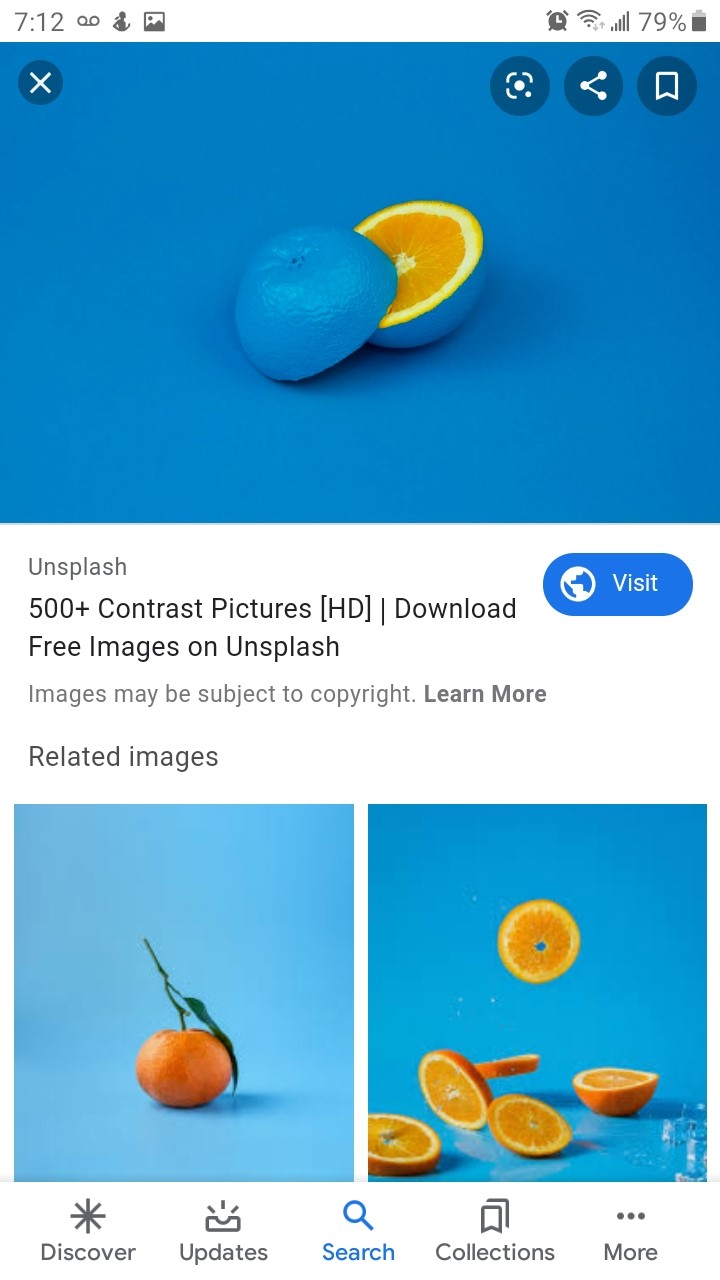 7:12
79%
Unsplash
500+ Contrast Pictures [HD] | Download
Free Images on Unsplash
Visit
Images may be subject to copyright. Learn More
Related images
Discover
Updates
Search
Collections
More